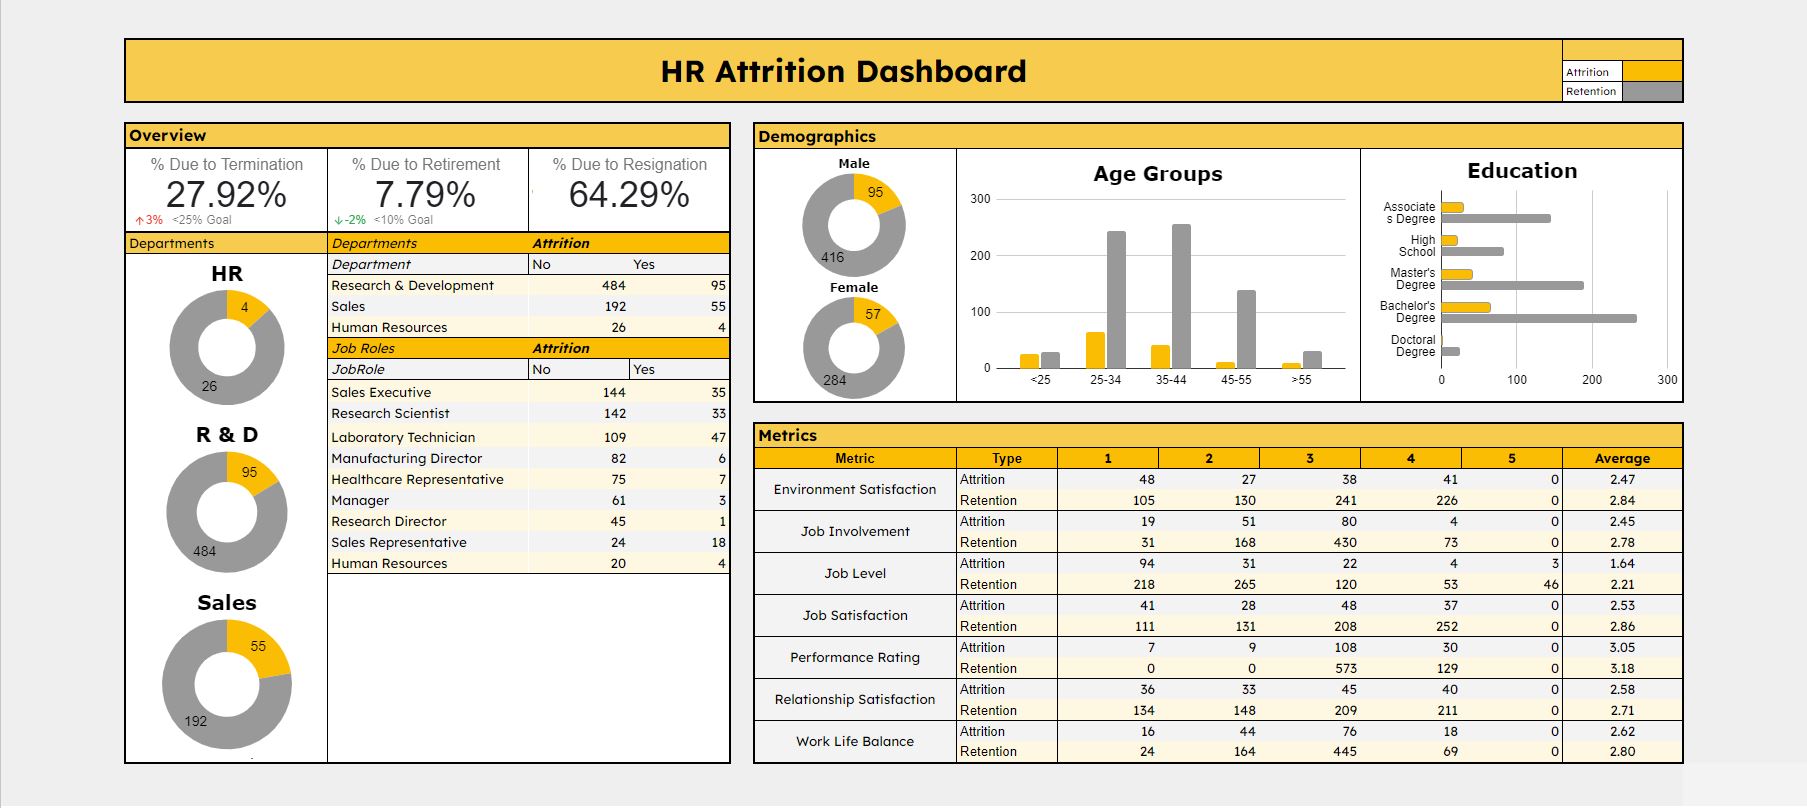 HR Attrition Dashboard
Attrition
Retention
Overview
% Due to Termination
27.92%
↑3% <25% Goal
% Due to Retirement
7.79%
↓-2% <10% Goal
% Due to Resignation
64.29%
Departments
HR
4
26
R & D
95
484
Sales
55
192
Departments Attrition
Department No Yes
Research & Development 484 95
Sales 192 55
Human Resources 26 4
Job Roles Attrition
JobRole No Yes
Sales Executive 144 35
Research Scientist 142 33
Laboratory Technician 109 47
Manufacturing Director 82 6
Healthcare Representative 75 7
Manager 61 3
Research Director 45 1
Sales Representative 24 18
Human Resources 20 4
Demographics
Male
95
416
Female
57
284
Age Groups
300
200
100
0
<25 25-34 35-44 45-55 >55
Education
Associate
s Degree
High
School
Master's
Degree
Bachelor's
Degree
Doctoral
Degree
0 100 200 300
Metrics
Metric Type 1 2 3 4 5 Average
Environment Satisfaction
Attrition 48 27 38 41 0 2.47
Retention 105 130 241 226 0 2.84
Job Involvement
Attrition 19 51 80 4 0 2.45
Retention 31 168 430 73 0 2.78
Job Level
Attrition 94 31 22 4 3 1.64
Retention 218 265 120 53 46 2.21
Job Satisfaction
Attrition 41 28 48 37 0 2.53
Retention 111 131 208 252 0 2.86
Performance Rating
Attrition 7 9 108 30 0 3.05
Retention 0 0 573 129 0 3.18
Relationship Satisfaction
Attrition 36 33 45 40 0 2.58
Retention 134 148 209 211 0 2.71
Work Life Balance
Attrition 16 44 76 18 0 2.62
Retention 24 164 445 69 0 2.80